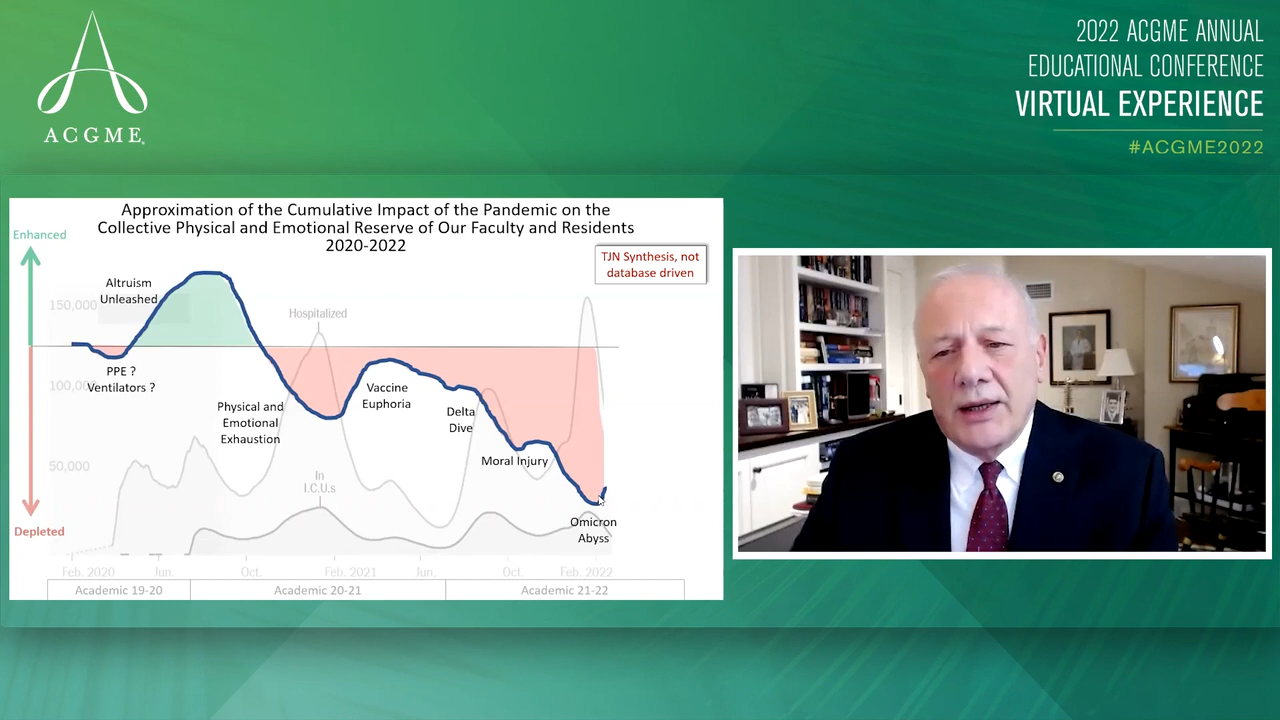 ACGME
2022 ACGME ANNUAL
EDUCATIONAL CONFERENCE
VIRTUAL EXPERIENCE
#ACGME2022
Approximation of the Cumulative Impact of the Pandemic on the
Collective Physical and Emotional Reserve of Our Faculty and Residents
2020-2022
Enhanced
TJN Synthesis, not
database driven
Altruism
Unleashed
150,000
Hospitalized
PPE ?
Ventilators ?
100,000
Vaccine
Euphoria
Physical and
Emotional
Exhaustion
Delta
Dive
Moral Injury
50,000
In
I.C.U.s
Omicron
Abyss
Depleted
Feb. 2020
Jun.
Oct.
Feb. 2021
Jun.
Oct.
Feb. 2022
Academic 19-20
Academic 20-21
Academic 21-22